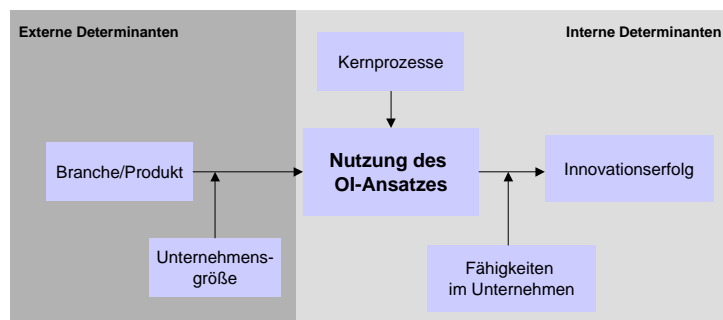 Externe Determinanten
Interne Determinanten
Kernprozesse
Branche/Produkt
Nutzung des
OI-Ansatzes
Innovationserfolg
Unternehmens-
größe
Fähigkeiten
im Unternehmen